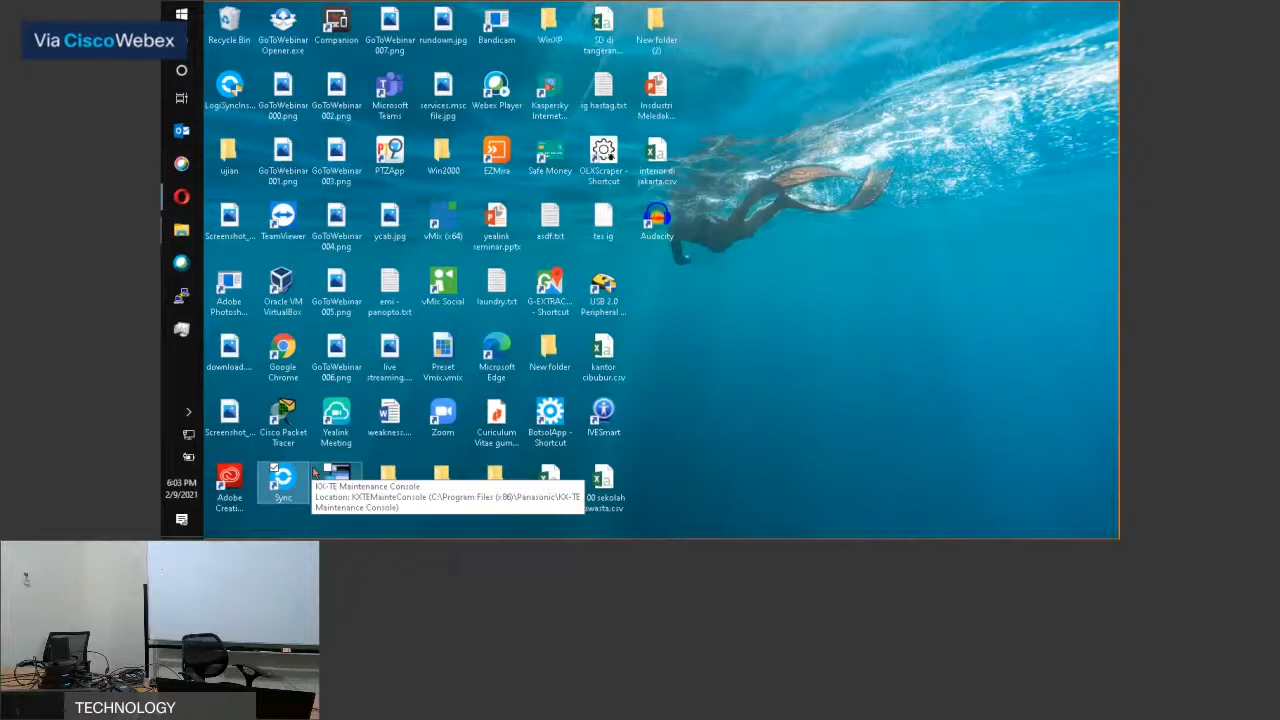 Via CiscoWebex
Recycle Bin
GoToWebinar
Opener.exe
Companion
GoToWebinar
007.png
rundown.jpg
Bandicam
WinXP
SD di
tangeran...
New folder
(2)
LogiSyncIns...
GoToWebinar
000.png
GoToWebinar
002.png
Microsoft
Teams
services.msc
file.jpg
Webex Player
Kaspersky
Internet...
ig hastag.txt
Insdustri
Meledak...
ujian
GoToWebinar
001.png
GoToWebinar
003.png
PTZApp
Win2000
EZMira
Safe Money
OLXScraper -
Shortcut
interior di
jakarta.csv
Screenshot_...
TeamViewer
GoToWebinar
004.png
ycab.jpg
vMix (x64)
yealink
seminar.pptx
asdf.txt
tes ig
Audacity
Adobe
Photosh...
Oracle VM
VirtualBox
GoToWebinar
005.png
emi -
panopto.txt
vMix Social
laundry.txt
G-EXTRAC...
- Shortcut
USB 2.0
Peripheral ...
download....
Google
Chrome
GoToWebinar
006.png
live
streaming....
Preset
Vmix.vmix
Microsoft
Edge
New folder
kantor
cibubur.csv
Screenshot_...
Cisco Packet
Tracer
Yealink
Meeting
weakness....
Zoom
Curiculum
Vitae gum...
BotsolApp -
Shortcut
IVESmart
Adobe
Creati...
Sync
KX-TE Maintenance Console
Location: KXTEMainteConsole (C:\Program Files (x86)\Panasonic\KX-TE
Maintenance Console)
00 sekolah
swasta.csv
6:03 PM
2/9/2021
TECHNOLOGY